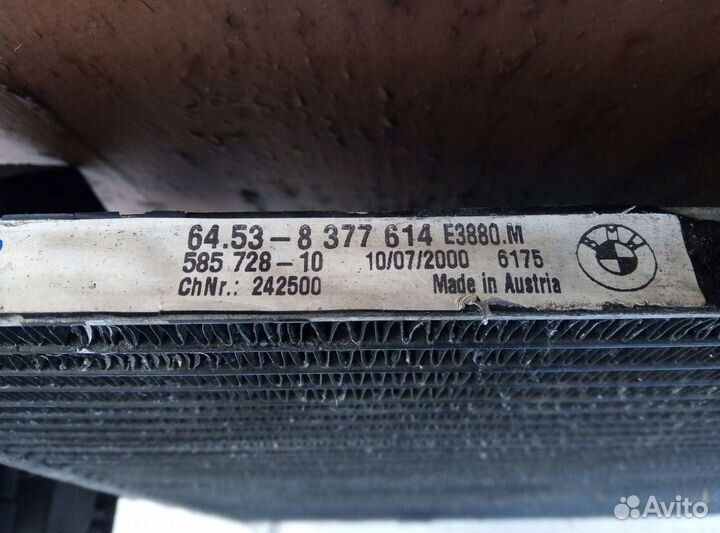 64.53-8 377 614 E3880.M
585 728-10 10/07/2000 6175
ChNr.: 242500 Made in Austria
Avito